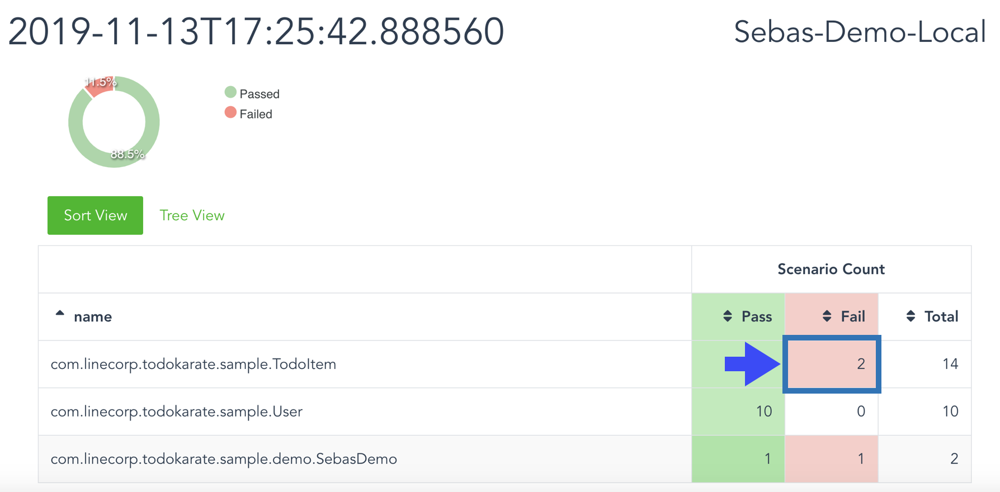 2019-11-13T17:25:42.888560
Sebas-Demo-Local
11.5%
88.5%
Passed
Failed
Sort View
Tree View
Scenario Count
name Pass Fail Total
com.linecorp.todokarate.sample.TodoItem 2 14
com.linecorp.todokarate.sample.User 10 0 10
com.linecorp.todokarate.sample.demo.SebasDemo 1 1 2